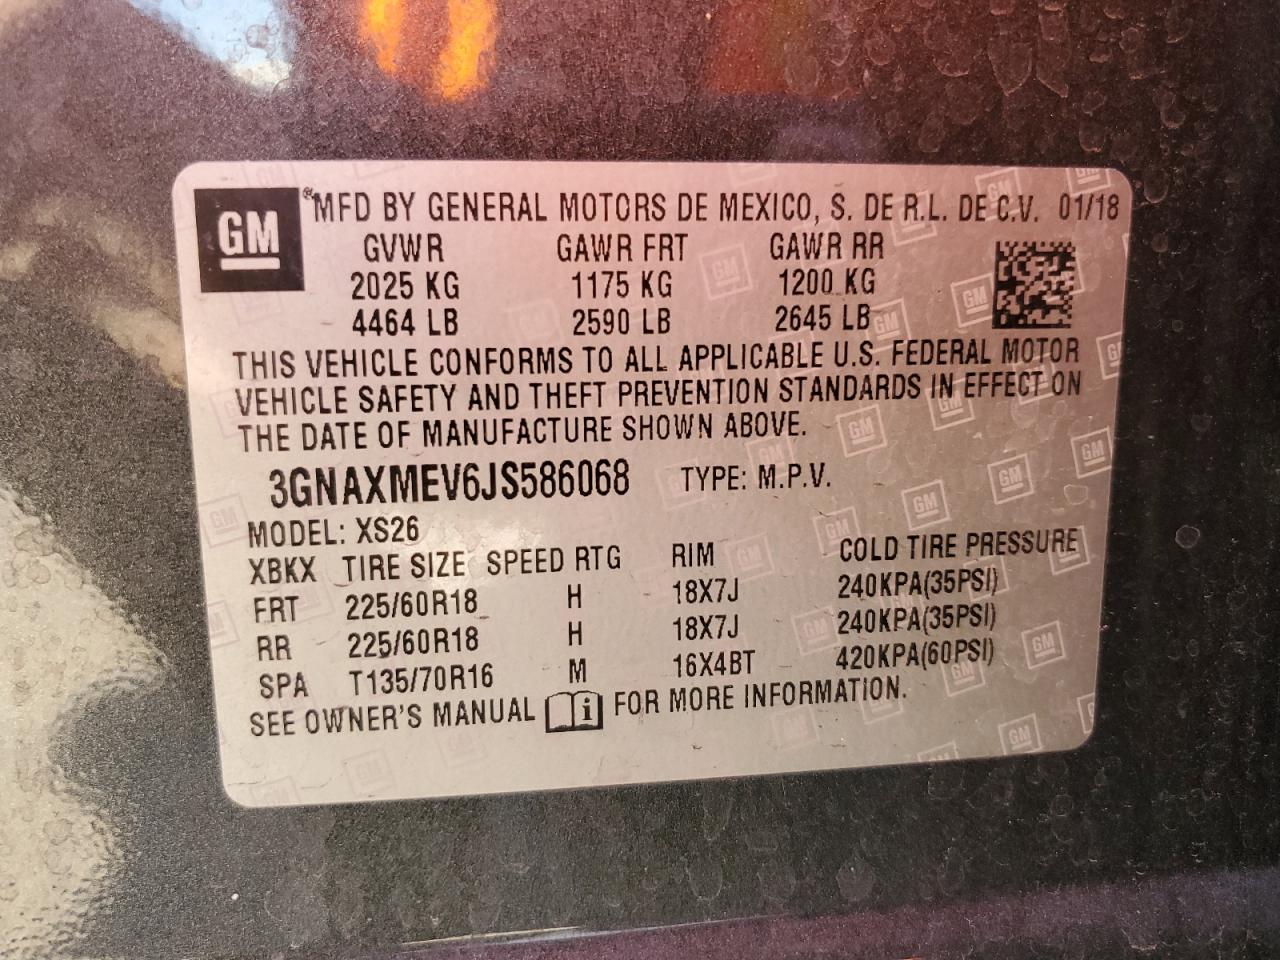 GM ® MFD BY GENERAL MOTORS DE MEXICO, S. DE R.L. DE C.V. 01/18
GVWR GAWR FRT GAWR RR
2025 KG 1175 KG 1200 KG
4464 LB 2590 LB 2645 LB
THIS VEHICLE CONFORMS TO ALL APPLICABLE U.S. FEDERAL MOTOR
VEHICLE SAFETY AND THEFT PREVENTION STANDARDS IN EFFECT ON
THE DATE OF MANUFACTURE SHOWN ABOVE.
3GNAXMEV6JS586068 TYPE: M.P.V.
MODEL: XS26
XBKX TIRE SIZE SPEED RTG RIM COLD TIRE PRESSURE
FRT 225/60R18 H 18X7J 240KPA(35PSI)
RR 225/60R18 H 18X7J 240KPA(35PSI)
SPA T135/70R16 M 16X4BT 420KPA(60PSI)
SEE OWNER'S MANUAL i FOR MORE INFORMATION.